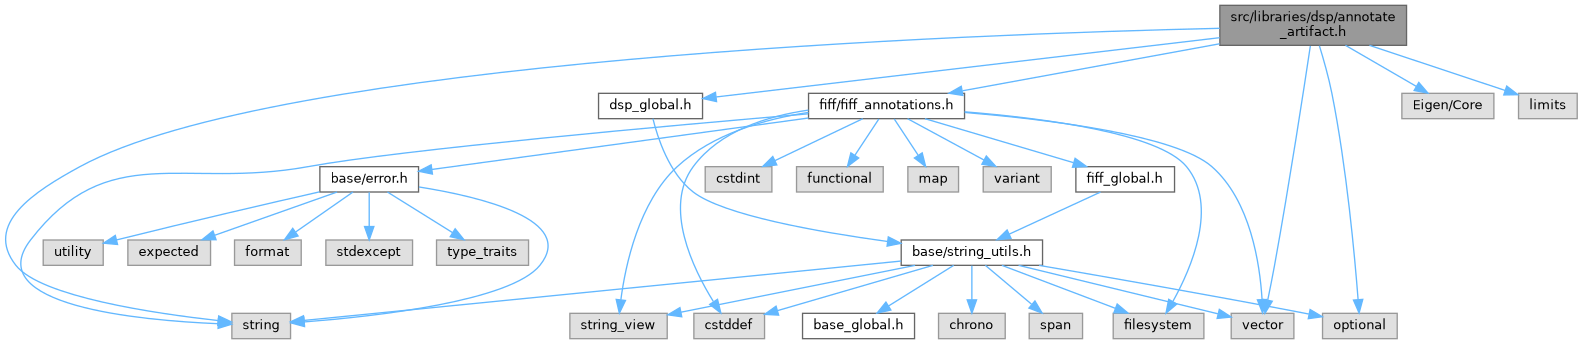 src/libraries/dsp/annotate
_artifact.h
dsp_global.h
fiff/fiff_annotations.h
Eigen/Core
limits
base/error.h
cstdint
functional
map
variant
fiff_global.h
utility
expected
format
stdexcept
type_traits
base/string_utils.h
string
string_view
cstddef
base_global.h
chrono
span
filesystem
vector
optional